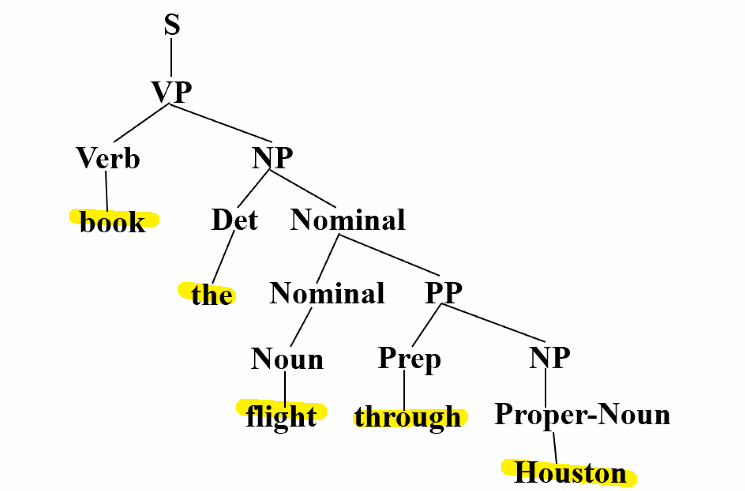 S
VP
Verb NP
book Det Nominal
the Nominal PP
Noun Prep NP
flight through Proper-Noun
Houston